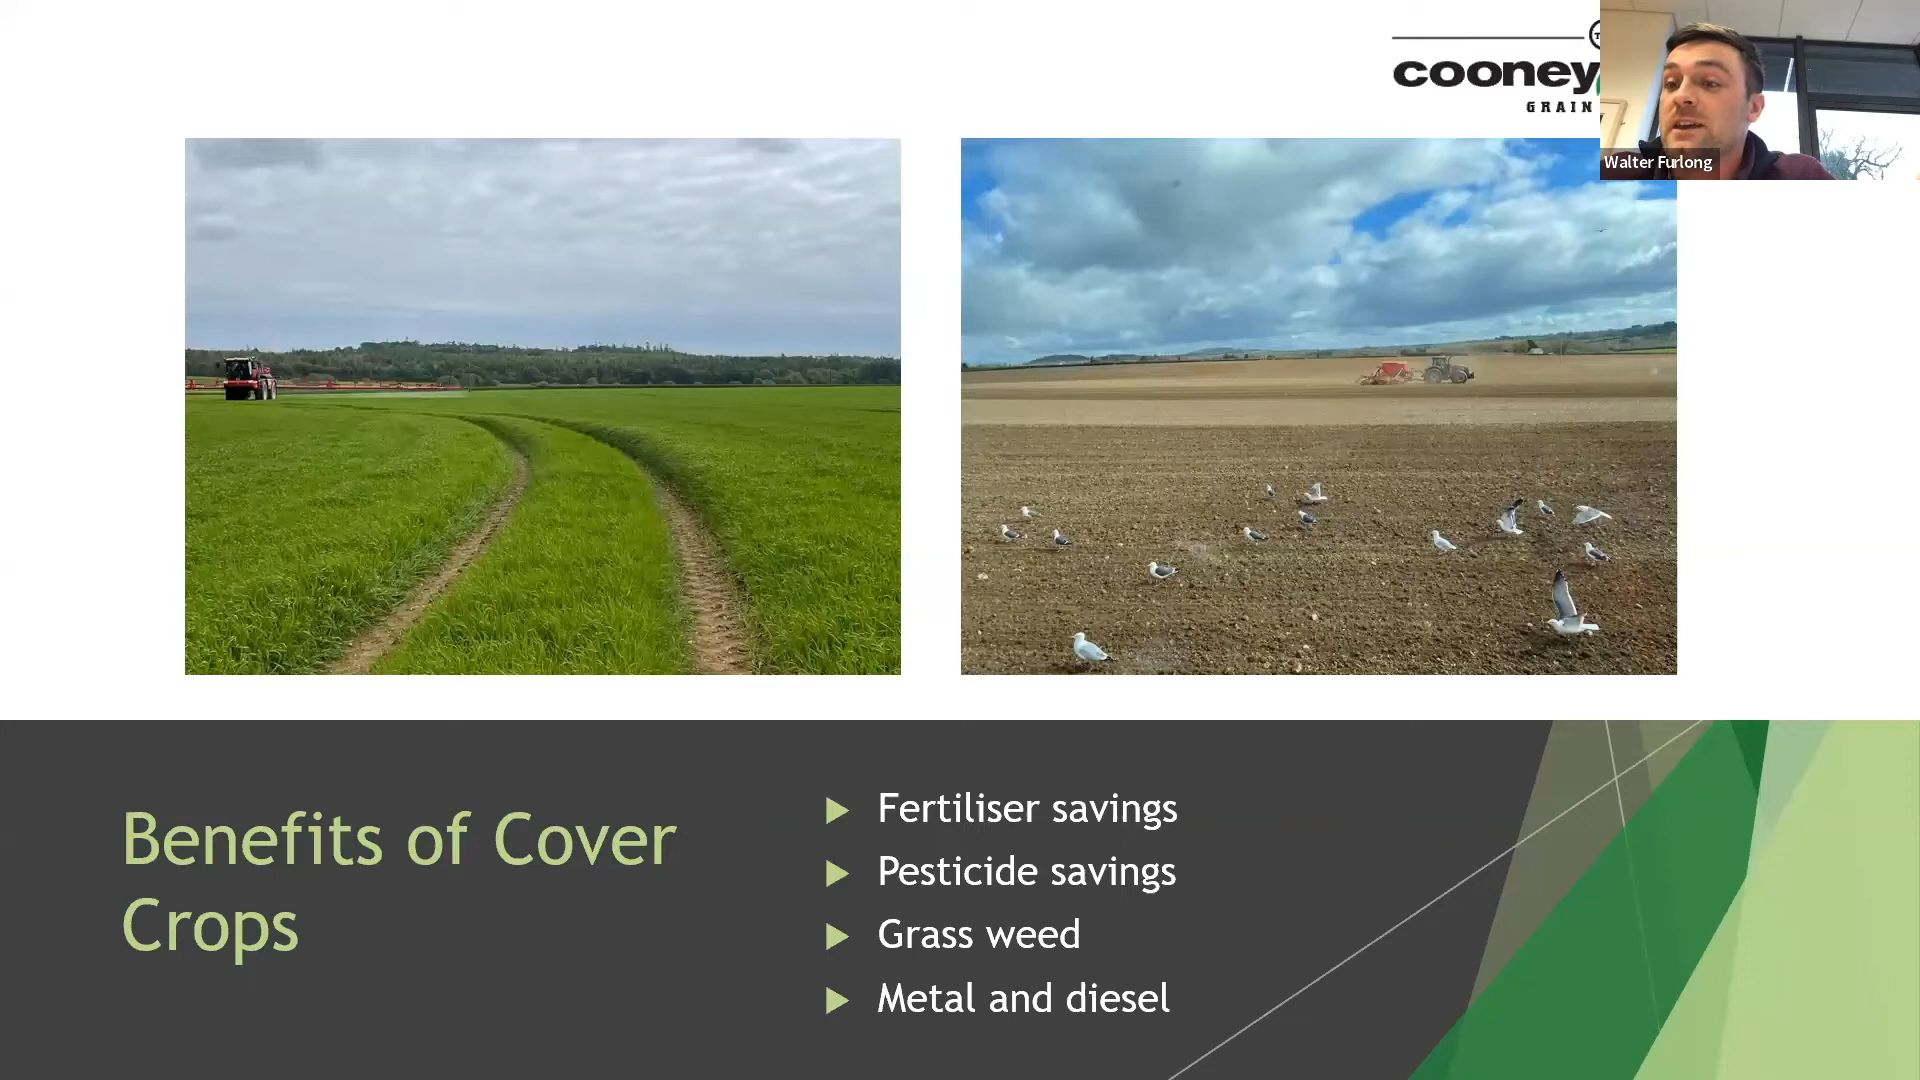 cooney
GRAIN
Walter Furlong
Benefits of Cover
Crops
Fertiliser savings
Pesticide savings
Grass weed
Metal and diesel